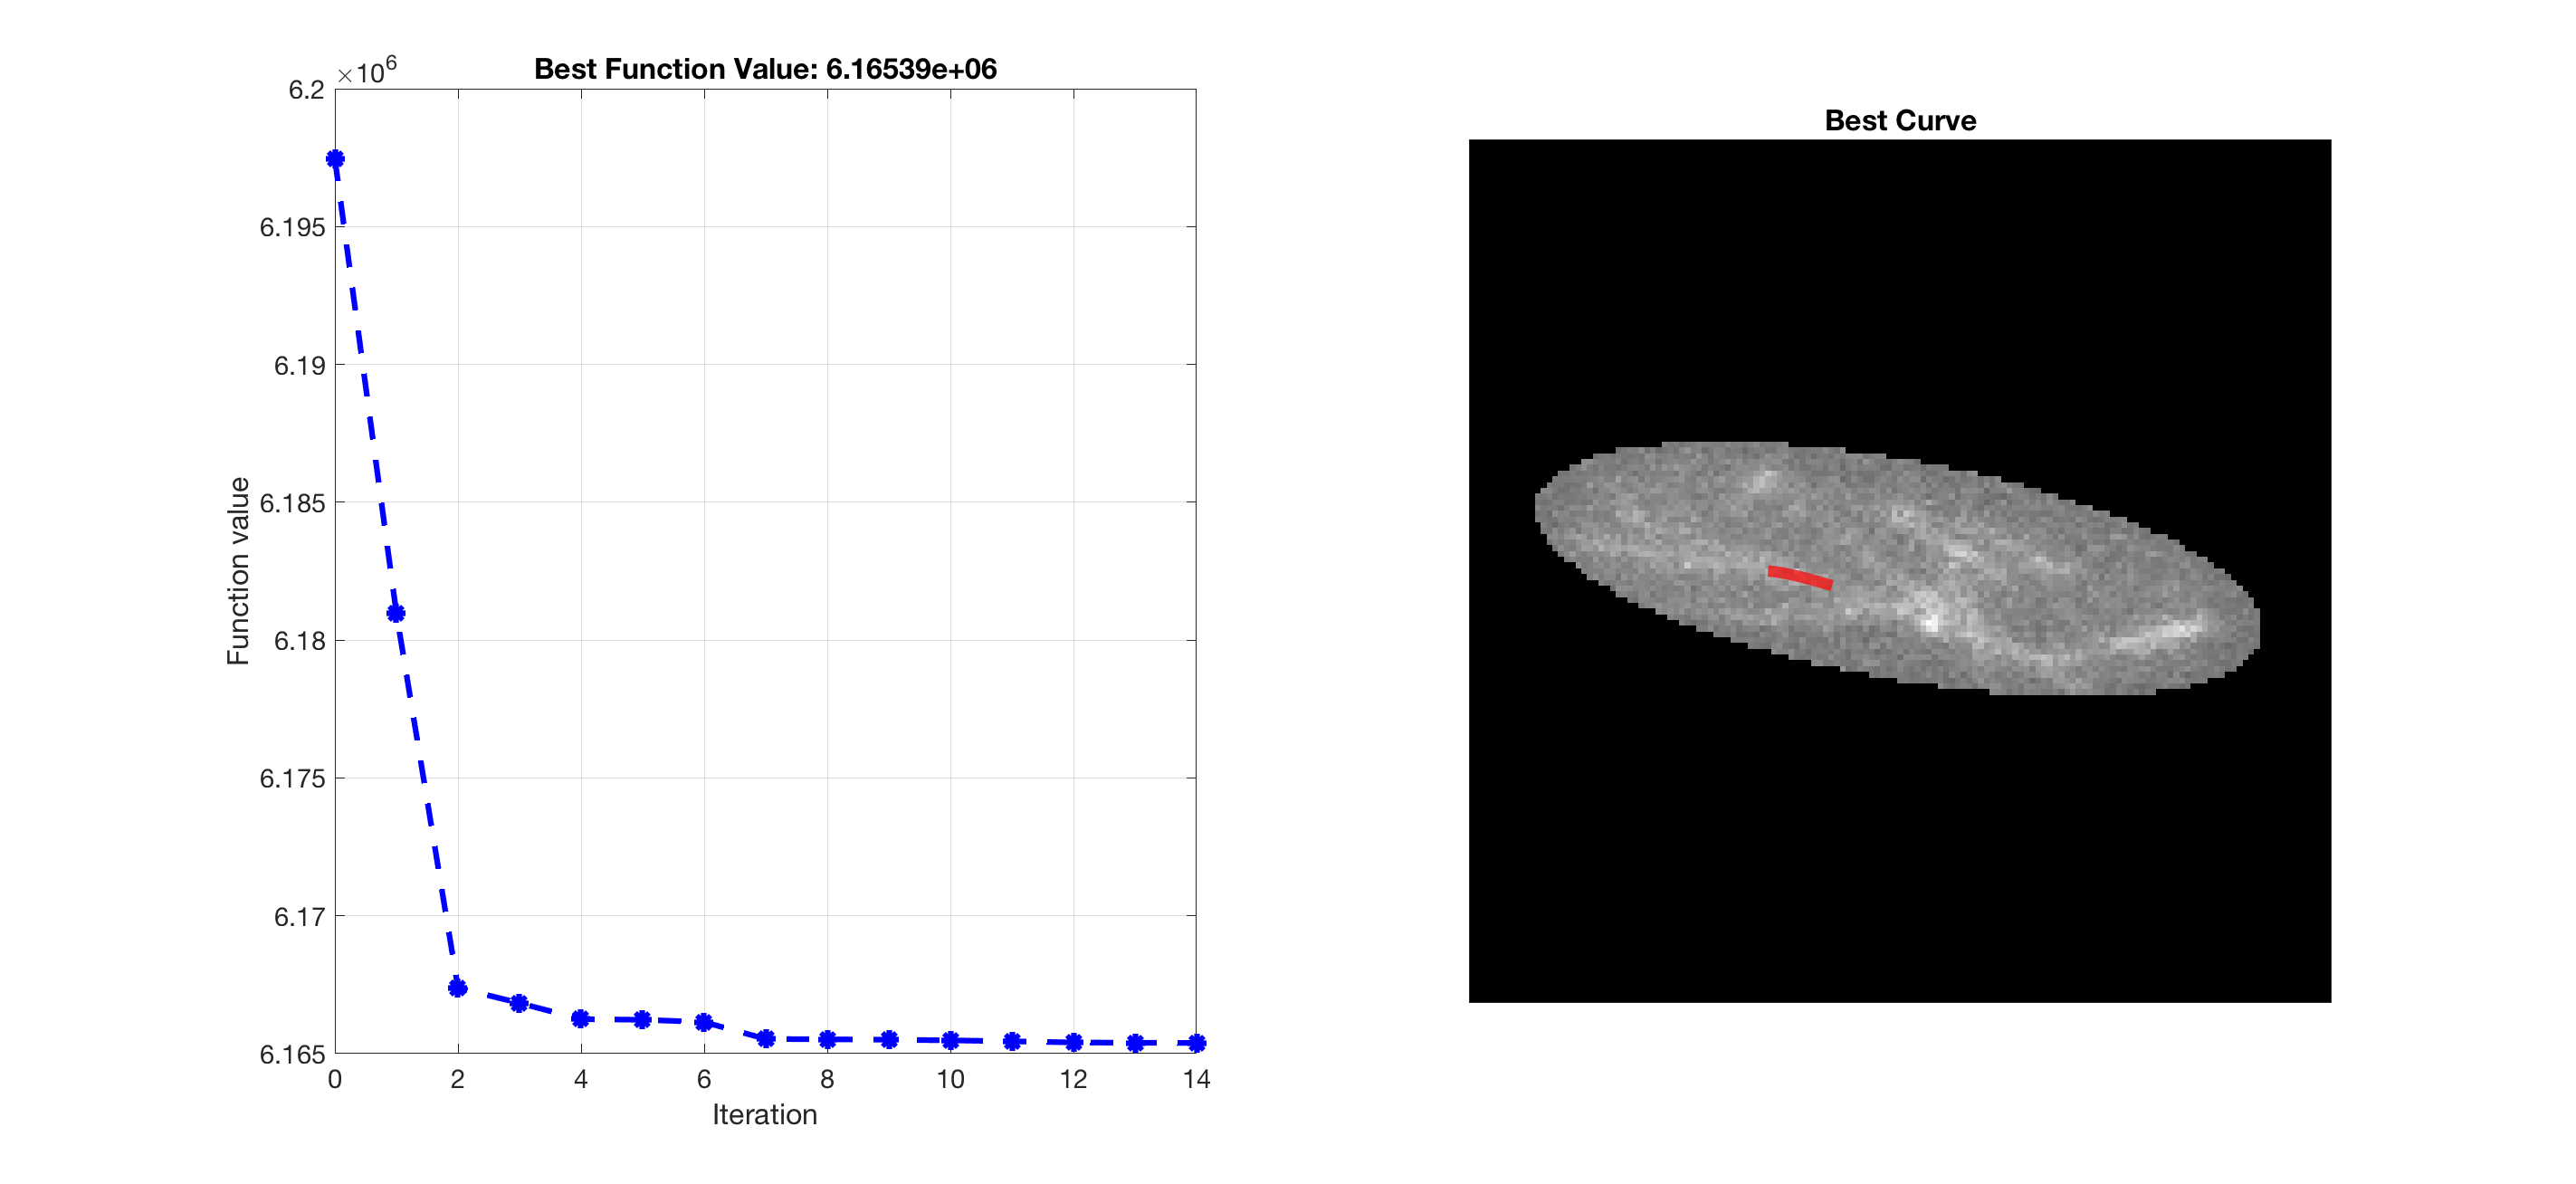 Best Function Value: 6.16539e+06
×10^6
6.2
6.195
6.19
6.185
6.18
6.175
6.17
6.165
Function value
0 2 4 6 8 10 12 14
Iteration
Best Curve